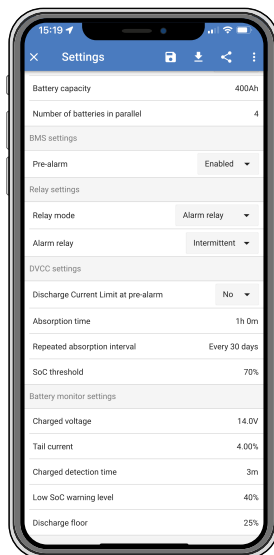 15:19
Settings
Battery capacity 400Ah
Number of batteries in parallel 4
BMS settings
Pre-alarm Enabled
Relay settings
Relay mode Alarm relay
Alarm relay Intermittent
DVCC settings
Discharge Current Limit at pre-alarm No
Absorption time 1h 0m
Repeated absorption interval Every 30 days
SoC threshold 70%
Battery monitor settings
Charged voltage 14.0V
Tail current 4.00%
Charged detection time 3m
Low SoC warning level 40%
Discharge floor 25%